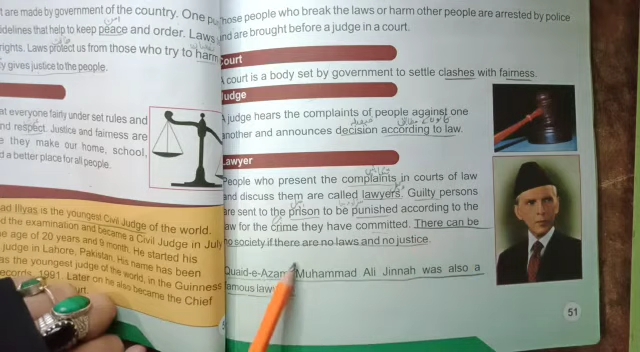 t are made by government of the country. One
idelines that help to keep peace and order. Laws
rights. Laws protect us from those who try to harm
y gives justice to the people.
at everyone fairly under set rules and
nd respect. Justice and fairness are
they make our home, school,
d a better place for all people.
ad Illyas is the youngest Civil Judge of the world.
d the examination and became a Civil Judge in July
e age of 20 years and 9 month. He started his
judge in Lahore, Pakistan. His name has been
as the youngest judge of the world, in the Guinness
ecords, 1991. Later on he also became the Chief
urt.
hose people who break the laws or harm other people are arrested by police
and are brought before a judge in a court.
Court
A court is a body set by government to settle clashes with fairness.
Judge
A judge hears the complaints of people against one
another and announces decision according to law.
Lawyer
People who present the complaints in courts of law
and discuss them are called lawyers. Guilty persons
are sent to the prison to be punished according to the
law for the crime they have committed. There can be
no society if there are no laws and no justice.
Quaid-e-Azam Muhammad Ali Jinnah was also a
famous
51